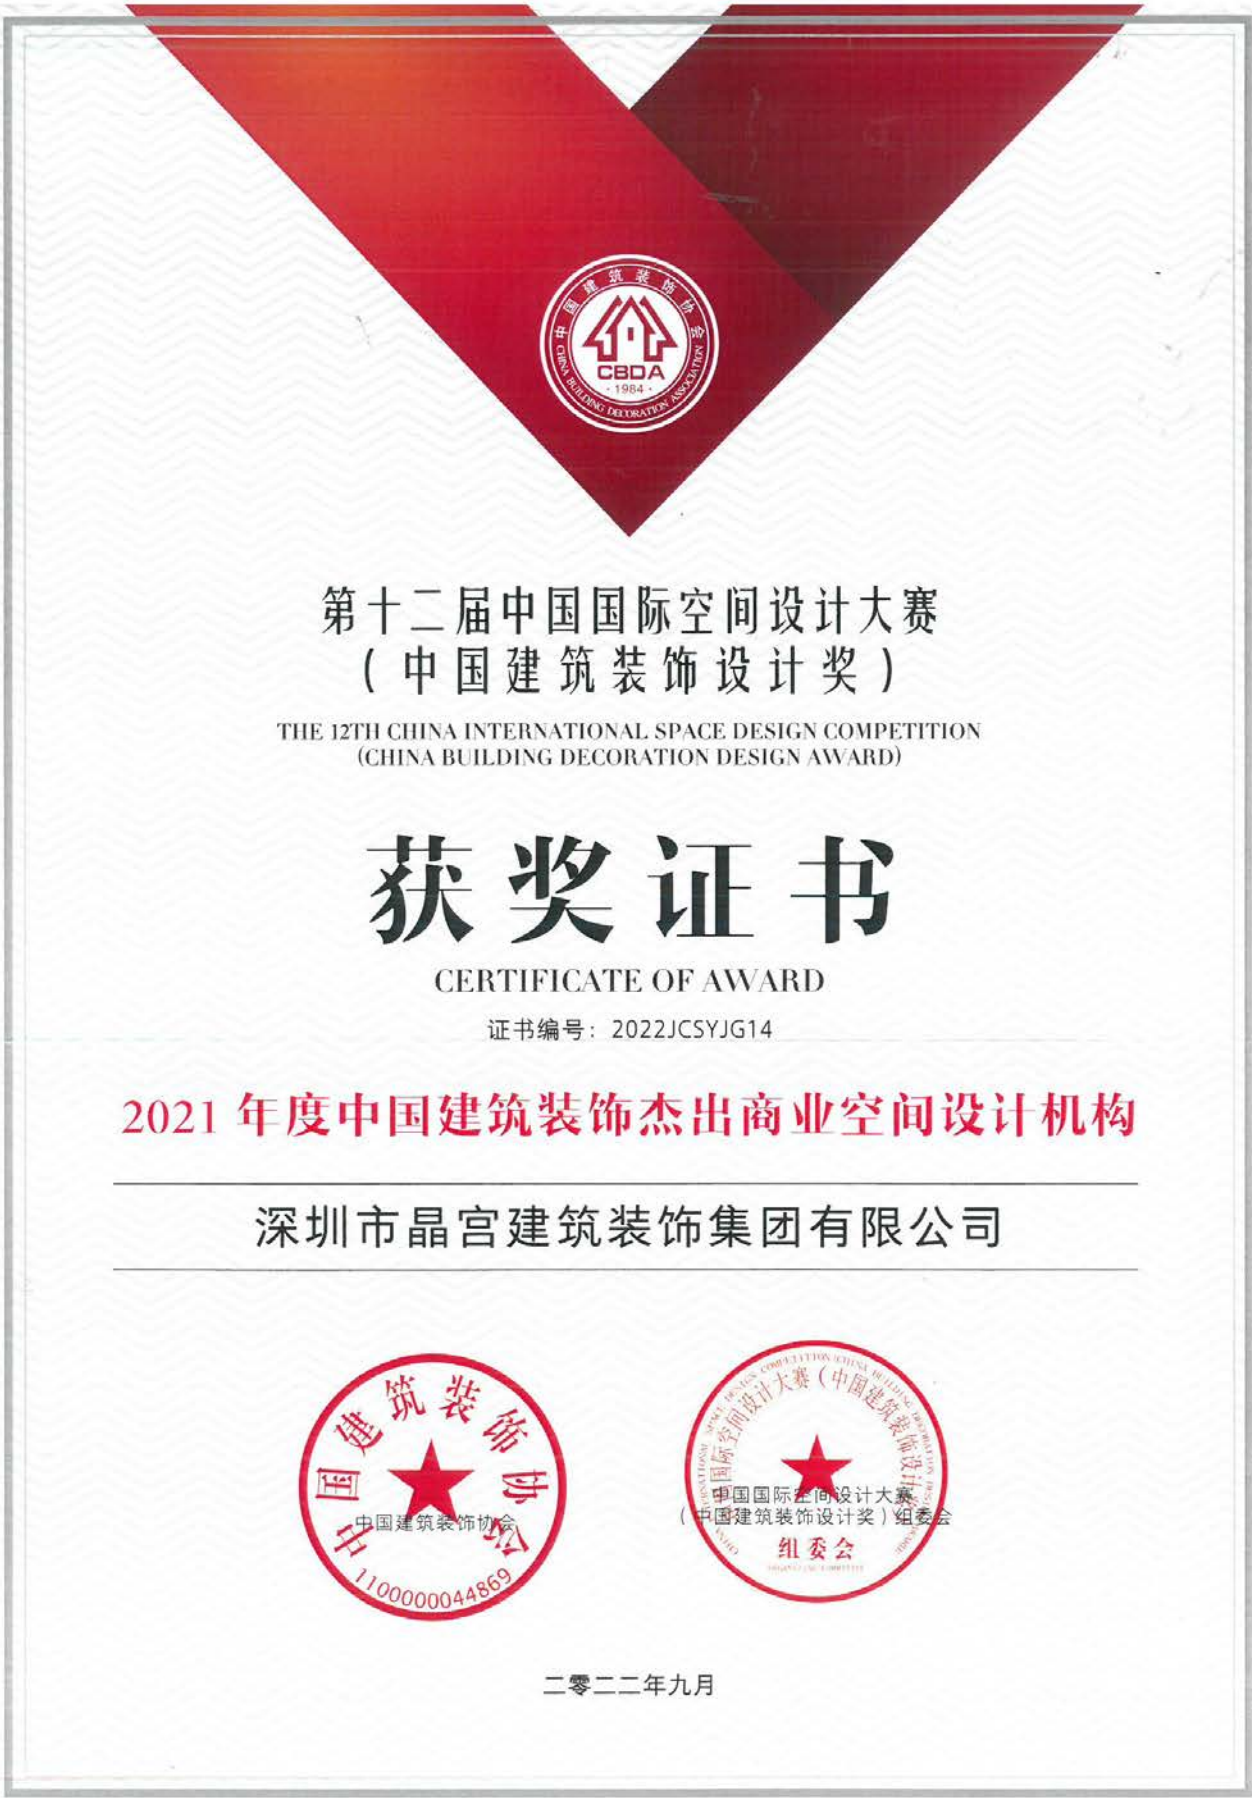 中国建筑装饰协会
CBDA
·1984·
CHINA BUILDING DECORATION ASSOCIATION
第十二届中国国际空间设计大赛
（中国建筑装饰设计奖）
THE 12TH CHINA INTERNATIONAL SPACE DESIGN COMPETITION
(CHINA BUILDING DECORATION DESIGN AWARD)
获奖证书
CERTIFICATE OF AWARD
证书编号：2022JCSYJG14
2021 年度中国建筑装饰杰出商业空间设计机构
深圳市晶宫建筑装饰集团有限公司
中国建筑装饰协会
中国建筑装饰协会
1100000044869
中国国际空间设计大赛（中国建筑装饰设计奖）
中国国际空间设计大赛
（中国建筑装饰设计奖）组委会
组委会
二零二二年九月